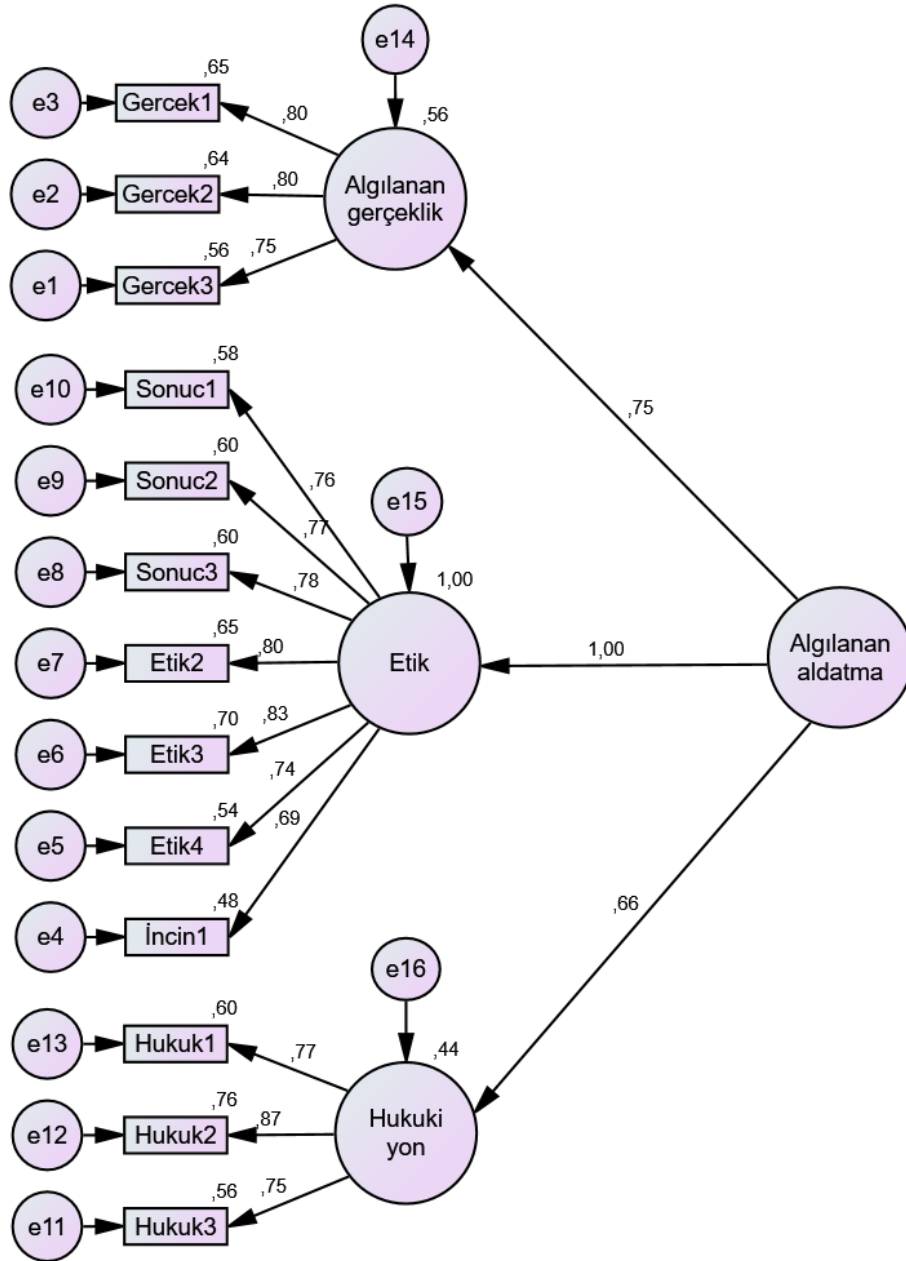 e14
,65
,56
e3
Gercek1
,80
,64
e2
Gercek2
,80
Algılanan
gerçeklik
,56
,75
e1
Gercek3
,58
e10
Sonuc1
,75
,60
,76
e9
Sonuc2
e15
,77
,60
e8
Sonuc3
,78
1,00
,65
e7
Etik2
,80
Etik
1,00
Algılanan
aldatma
,70
,83
e6
Etik3
,74
,54
,69
e5
Etik4
,48
,66
e4
İncin1
e16
,60
e13
Hukuk1
,77
,44
,76
e12
Hukuk2
,87
Hukuki
yon
,56
,75
e11
Hukuk3